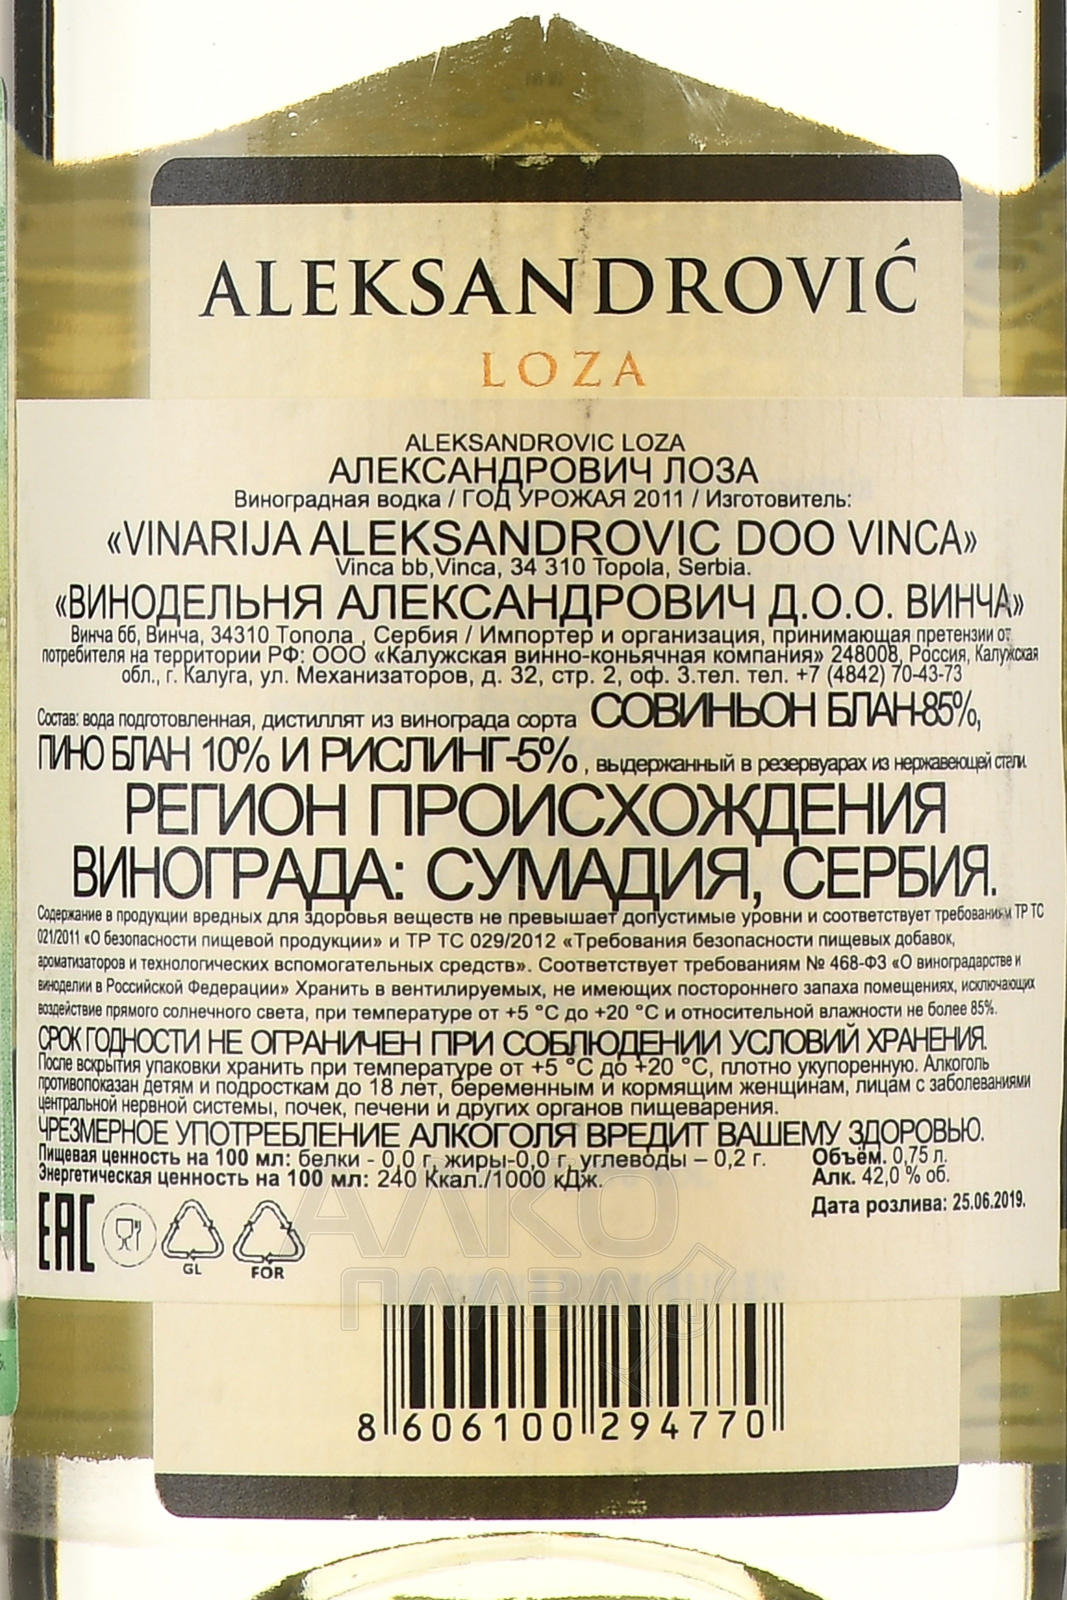 ALEKSANDROVIĆ
LOZA
ALEKSANDROVIC LOZA
АЛЕКСАНДРОВИЧ ЛОЗА
Виноградная водка / ГОД УРОЖАЯ 2011 / Изготовитель:
«VINARIJA ALEKSANDROVIC DOO VINCA»
Vinca bb,Vinca, 34 310 Topola, Serbia.
«ВИНОДЕЛЬНЯ АЛЕКСАНДРОВИЧ Д.О.О. ВИНЧА»
Винча бб, Винча, 34310 Топола , Сербия / Импортер и организация, принимающая претензии от
потребителя на территории РФ: ООО «Калужская винно-коньячная компания» 248008, Россия, Калужская
обл., г. Калуга, ул. Механизаторов, д. 32, стр. 2, оф. 3.тел. тел. +7 (4842) 70-43-73
Состав: вода подготовленная, дистиллят из винограда сорта СОВИНЬОН БЛАН-85%,
ПИНО БЛАН 10% И РИСЛИНГ-5% , выдержанный в резервуарах из нержавеющей стали.
РЕГИОН ПРОИСХОЖДЕНИЯ
ВИНОГРАДА: СУМАДИЯ, СЕРБИЯ.
Содержание в продукции вредных для здоровья веществ не превышает допустимые уровни и соответствует требованиям ТР ТС
021/2011 «О безопасности пищевой продукции» и ТР ТС 029/2012 «Требования безопасности пищевых добавок,
ароматизаторов и технологических вспомогательных средств». Соответствует требованиям № 468-ФЗ «О виноградарстве и
виноделии в Российской Федерации» Хранить в вентилируемых, не имеющих постороннего запаха помещениях, исключающих
воздействие прямого солнечного света, при температуре от +5 °С до +20 °С и относительной влажности не более 85%.
СРОК ГОДНОСТИ НЕ ОГРАНИЧЕН ПРИ СОБЛЮДЕНИИ УСЛОВИЙ ХРАНЕНИЯ.
После вскрытия упаковки хранить при температуре от +5 °С до +20 °С, плотно укупоренную. Алкоголь
противопоказан детям и подросткам до 18 лет, беременным и кормящим женщинам, лицам с заболеваниями
центральной нервной системы, почек, печени и других органов пищеварения.
ЧРЕЗМЕРНОЕ УПОТРЕБЛЕНИЕ АЛКОГОЛЯ ВРЕДИТ ВАШЕМУ ЗДОРОВЬЮ.
Пищевая ценность на 100 мл: белки - 0,0 г, жиры-0,0 г, углеводы – 0,2 г. Объём. 0,75 л.
Энергетическая ценность на 100 мл: 240 Ккал./1000 кДж. Алк. 42,0 % об.
Дата розлива: 25.06.2019.
EAC
GL FOR
АЛКО
ПЛАЗА
8 606100 294770